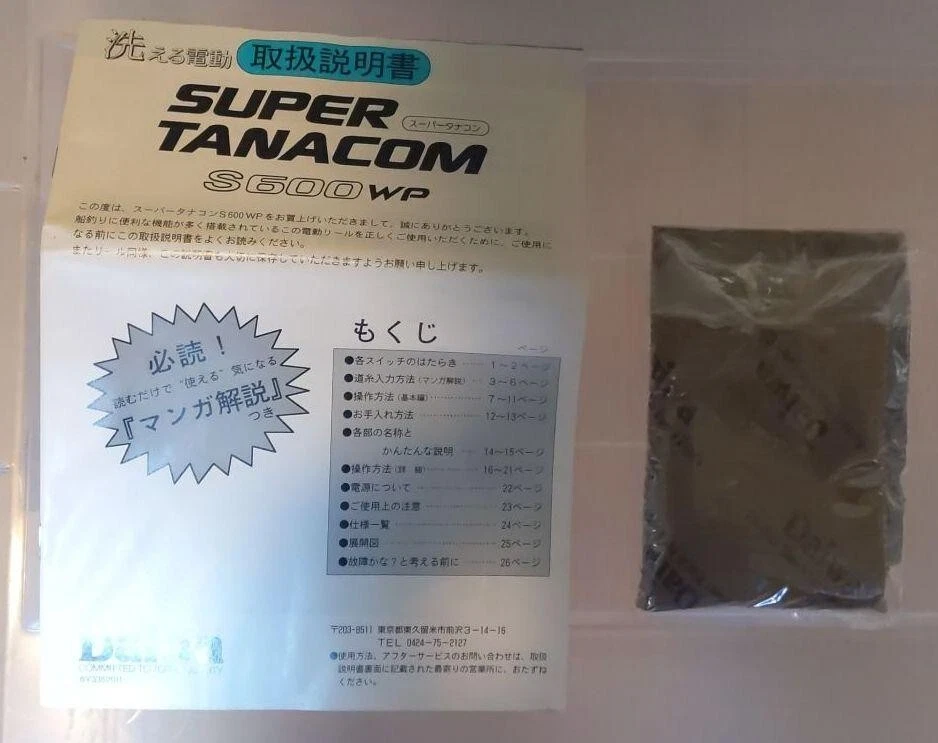 洗える電動 取扱説明書
SUPER
スーパータナコン
TANACOM
S600WP
この度は、スーパータナコンS600WPをお買上げいただきまして、誠にありがとうございます。
船釣りに便利な機能が多く搭載されているこの電動リールを正しくご使用いただくために、ご使用に
なる前にこの取扱説明書をよくお読みください。
またリール同様、この説明書も大切に保存していただきますようお願い申し上げます。
必読!
読むだけで“使える”気になる
『マンガ解説』
つき
もくじ
ページ
●各スイッチのはたらき 1~2ページ
●道糸入力方法(マンガ解説) 3~6ページ
●操作方法(基本編) 7~11ページ
●お手入れ方法 12~13ページ
●各部の名称と
かんたんな説明 14~15ページ
●操作方法(詳細) 16~21ページ
●電源について 22ページ
●ご使用上の注意 23ページ
●仕様一覧 24ページ
●展開図 25ページ
●故障かな?と考える前に 26ページ
〒203-8511 東京都東久留米市前沢3-14-16
TEL 0424-75-2127
●使用方法、アフターサービスのお問い合わせは、取扱
説明書裏面に記載された最寄りの営業所に、おたずね
ください。
COMMITTED TO